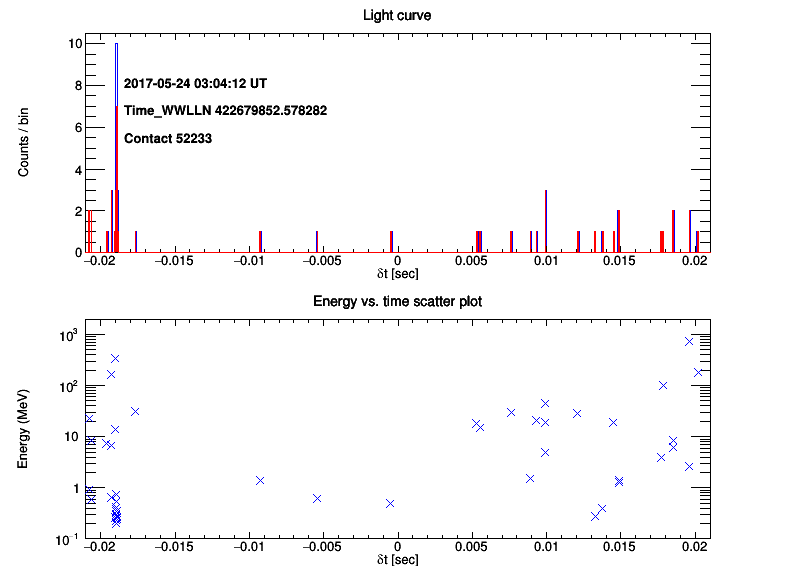 Light curve
Counts / bin
10
8
6
4
2
0
2017-05-24 03:04:12 UT
Time_WWLLN 422679852.578282
Contact 52233
−0.02 −0.015 −0.01 −0.005 0 0.005 0.01 0.015 0.02
δt [sec]
Energy vs. time scatter plot
Energy (MeV)
10³
10²
10
1
10⁻¹
−0.02 −0.015 −0.01 −0.005 0 0.005 0.01 0.015 0.02
δt [sec]